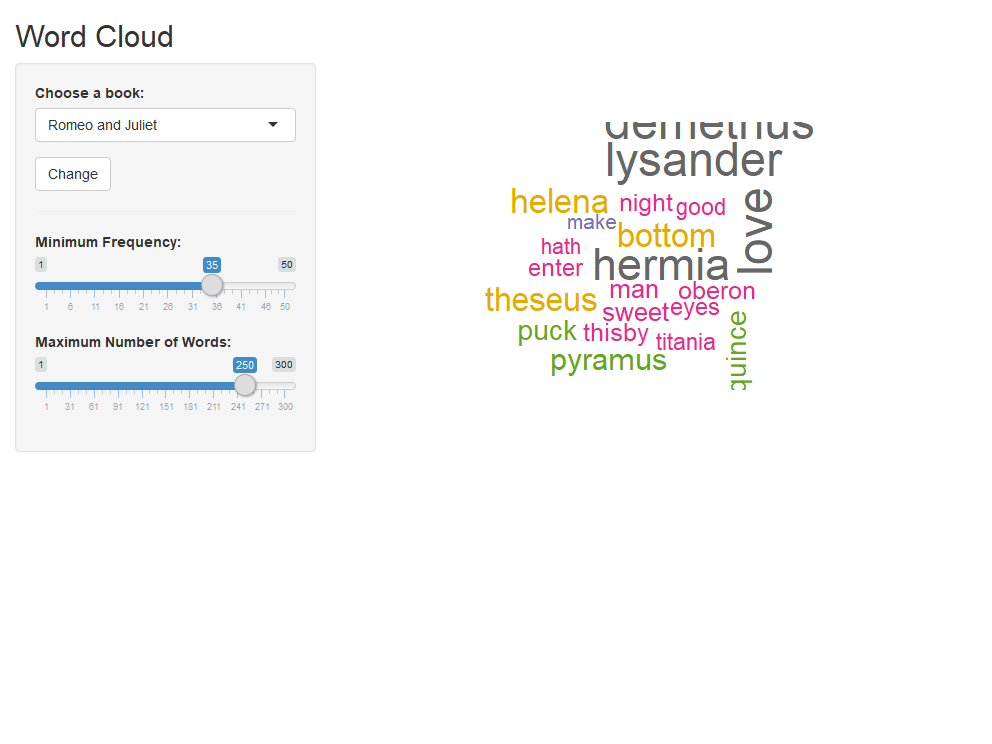 Word Cloud
Choose a book:
Romeo and Juliet
Change
Minimum Frequency:
1 35 50
1 6 11 16 21 26 31 36 41 46 50
Maximum Number of Words:
1 250 300
1 31 61 91 121 151 181 211 241 271 300
demetrius
lysander
love
helena
night
good
make
bottom
hath
hermia
enter
man
oberon
theseus
sweet
eyes
puck
thisby
titania
quince
pyramus